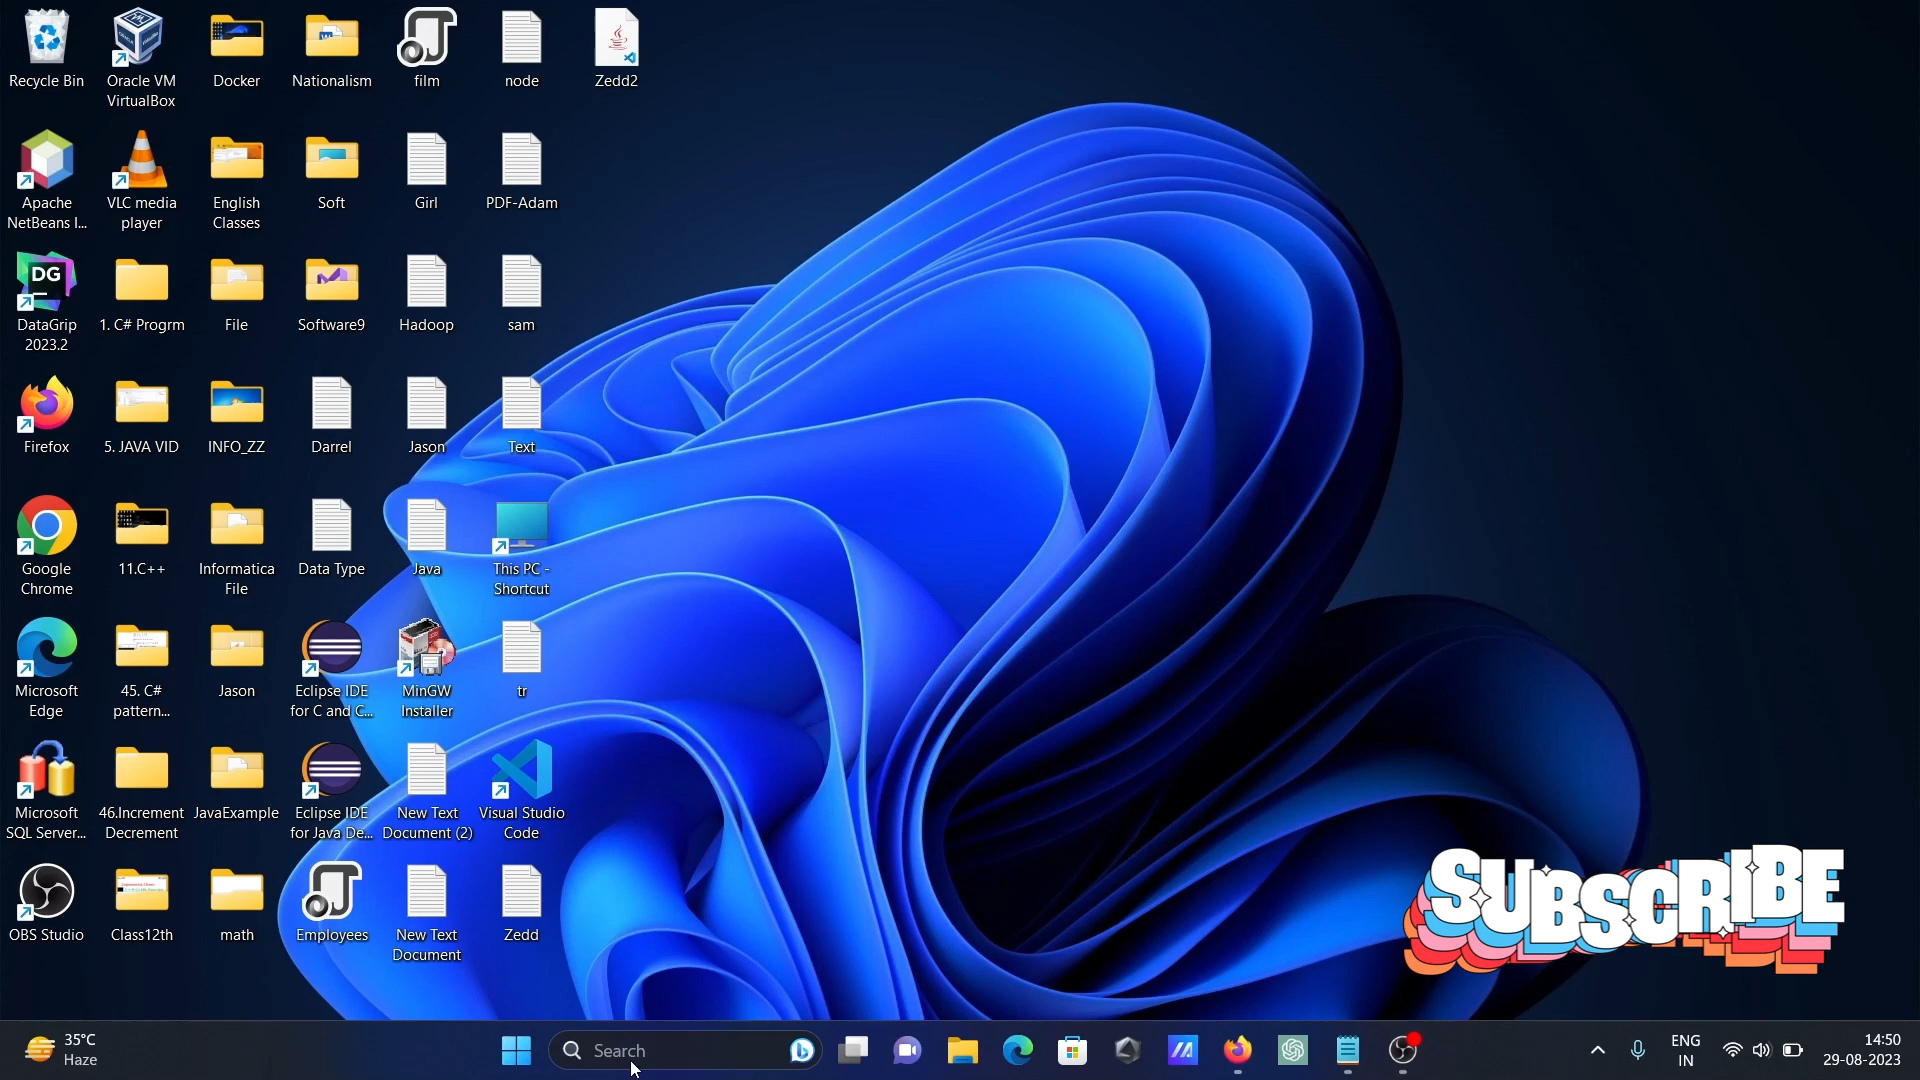 Recycle Bin
Oracle VM
VirtualBox
Docker
Nationalism
film
node
Zedd2
Apache
NetBeans I...
VLC media
player
English
Classes
Soft
Girl
PDF-Adam
DG
DataGrip
2023.2
1. C# Progrm
File
Software9
Hadoop
sam
Firefox
5. JAVA VID
INFO_ZZ
Darrel
Jason
Text
Google
Chrome
11.C++
Informatica
File
Data Type
Java
This PC -
Shortcut
Microsoft
Edge
45. C#
pattern...
Jason
Eclipse IDE
for C and C...
MinGW
Installer
tr
Microsoft
SQL Server...
46.Increment
Decrement
JavaExample
Eclipse IDE
for Java De...
New Text
Document (2)
Visual Studio
Code
OBS Studio
Class12th
math
Employees
New Text
Document
Zedd
SUBSCRIBE
35°C
Haze
Search
ENG
IN
14:50
29-08-2023